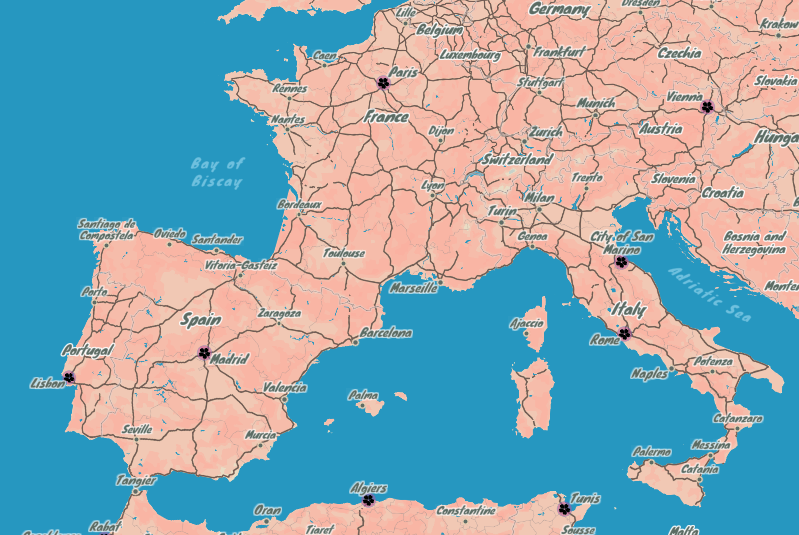 Lille
Germany
Dresden
Belgium
Krakow
Caen
Luxembourg
Frankfurt
Czechia
Paris
Rennes
Stuttgart
Slovakia
Vienna
Munich
Nantes
France
Dijon
Zurich
Austria
Hungary
Bay of
Biscay
Switzerland
Lyon
Trento
Slovenia
Croatia
Milan
Bordeaux
Turin
Santiago de
Compostela
Oviedo
Santander
Genoa
City of San
Marino
Bosnia and
Herzegovina
Toulouse
Vitoria-Gasteiz
Marseille
Adriatic Sea
Porto
Zaragoza
Spain
Italy
Ajaccio
Barcelona
Rome
Portugal
Madrid
Lisbon
Potenza
Naples
Valencia
Palma
Catanzaro
Seville
Murcia
Messina
Palermo
Catania
Tangier
Algiers
Tunis
Oran
Constantine
Rabat
Tiaret
Sousse
Malta